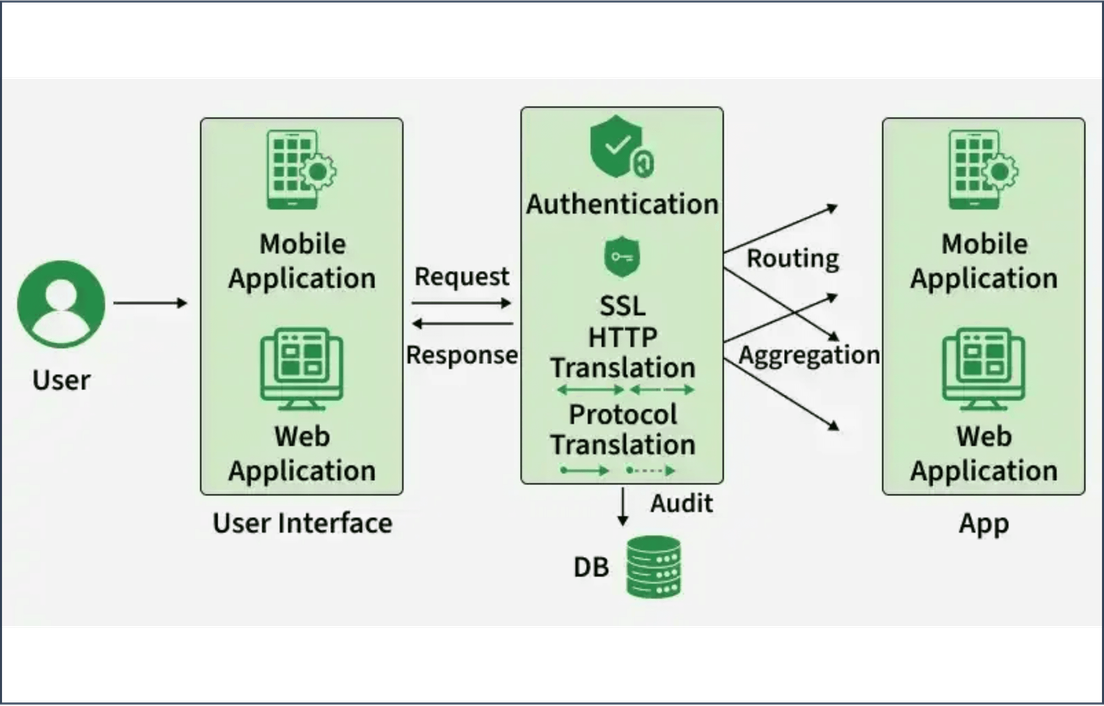 User
Mobile
Application
Web
Application
User Interface
Request
Response
Authentication
SSL
HTTP
Translation
Protocol
Translation
Audit
DB
Routing
Aggregation
Mobile
Application
Web
Application
App